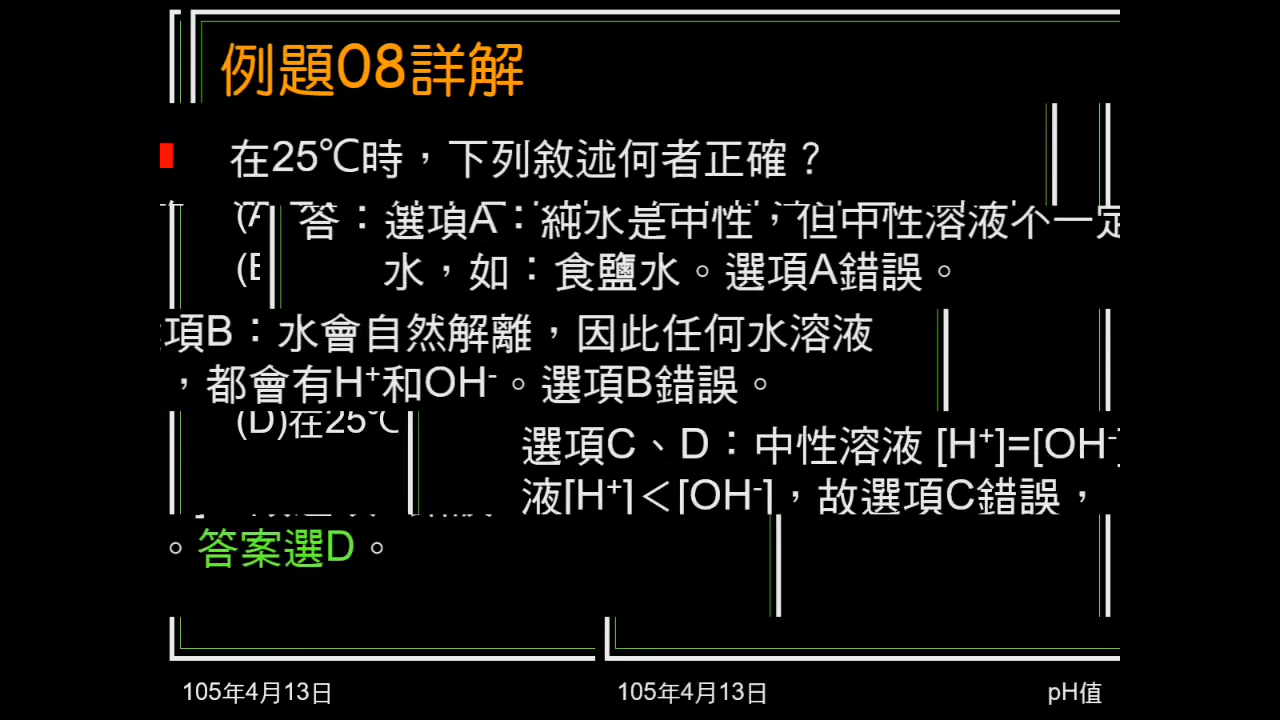 例題08詳解
在25℃時，下列敘述何者正確？
答：選項A：純水是中性，但中性溶液不一定
水，如：食鹽水。選項A錯誤。
項B：水會自然解離，因此任何水溶液
，都會有H⁺和OH⁻。選項B錯誤。
(D)在25℃
選項C、D：中性溶液 [H⁺]=[OH⁻]
液[H⁺]＜[OH⁻]，故選項C錯誤，
。答案選D。
105年4月13日
105年4月13日
pH值